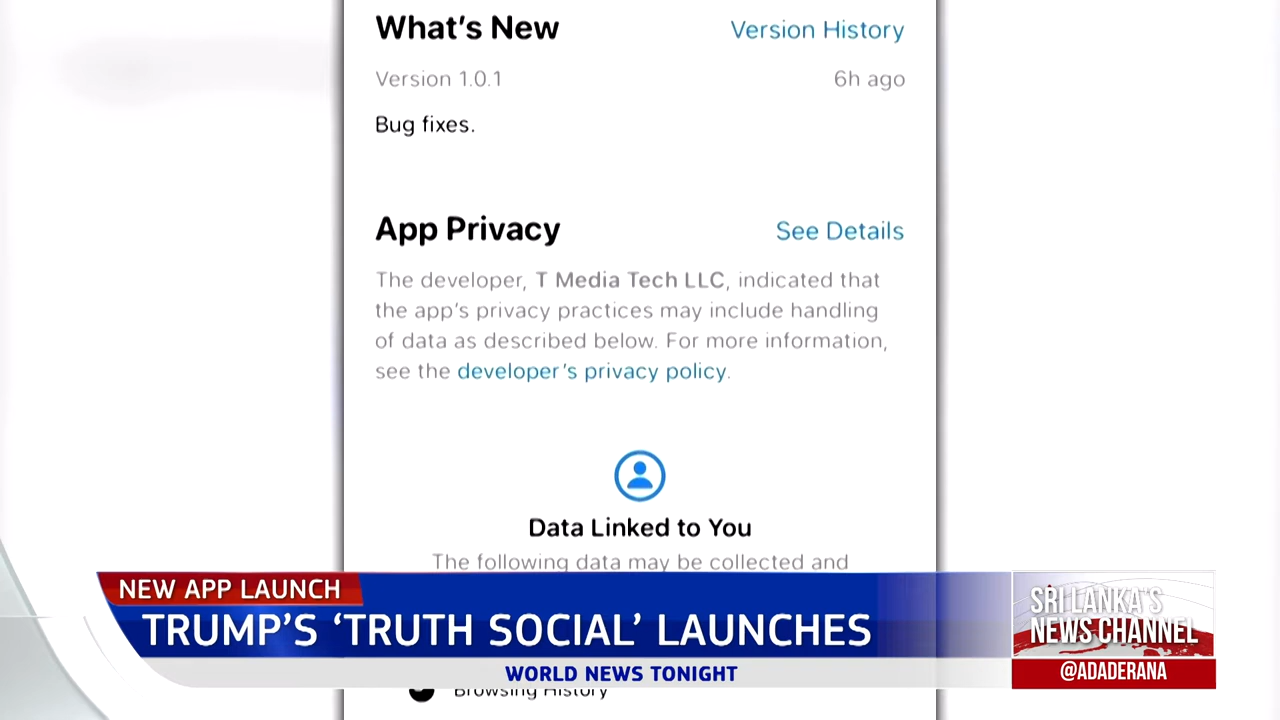 What's New
Version History
Version 1.0.1
6h ago
Bug fixes.
App Privacy
See Details
The developer, T Media Tech LLC, indicated that
the app's privacy practices may include handling
of data as described below. For more information,
see the developer's privacy policy.
Data Linked to You
The following data may be collected and
NEW APP LAUNCH
TRUMP'S 'TRUTH SOCIAL' LAUNCHES
WORLD NEWS TONIGHT
SRI LANKA'S
NEWS CHANNEL
@ADADERANA
Browsing History